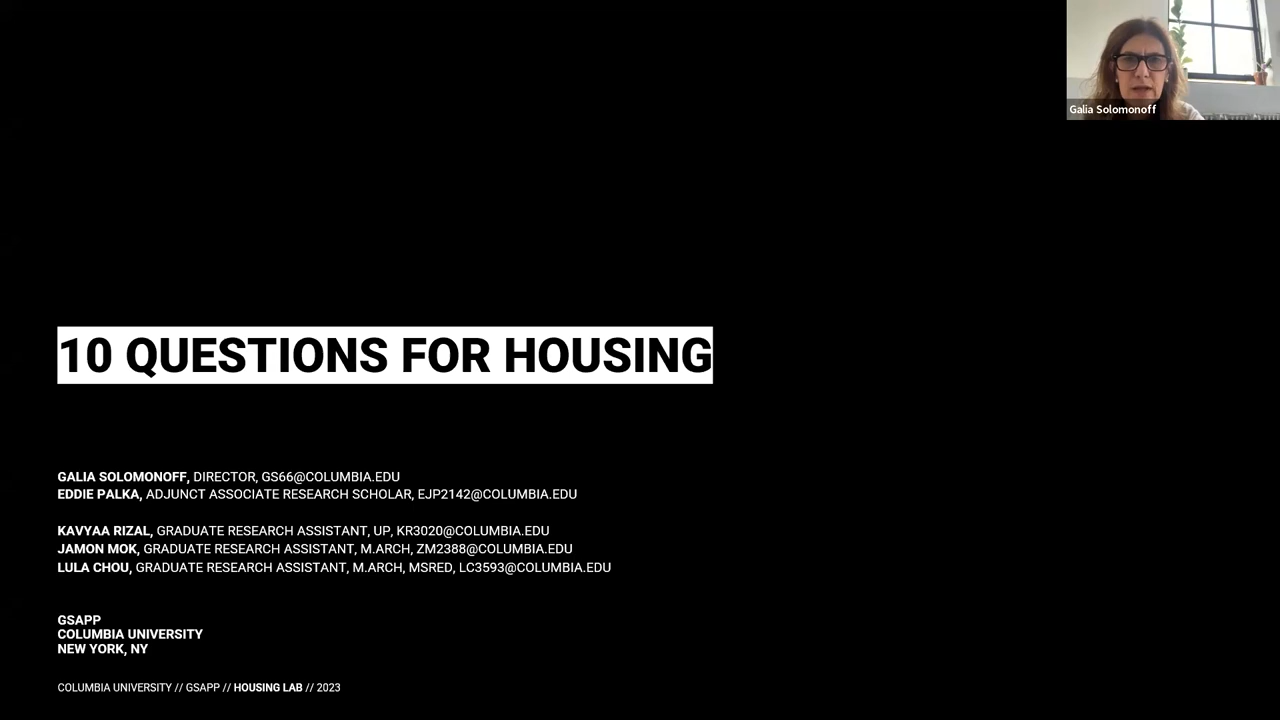 Galia Solomonoff
10 QUESTIONS FOR HOUSING
GALIA SOLOMONOFF, DIRECTOR, GS66@COLUMBIA.EDU
EDDIE PALKA, ADJUNCT ASSOCIATE RESEARCH SCHOLAR, EJP2142@COLUMBIA.EDU
KAVYAA RIZAL, GRADUATE RESEARCH ASSISTANT, UP, KR3020@COLUMBIA.EDU
JAMON MOK, GRADUATE RESEARCH ASSISTANT, M.ARCH, ZM2388@COLUMBIA.EDU
LULA CHOU, GRADUATE RESEARCH ASSISTANT, M.ARCH, MSRED, LC3593@COLUMBIA.EDU
GSAPP
COLUMBIA UNIVERSITY
NEW YORK, NY
COLUMBIA UNIVERSITY // GSAPP // HOUSING LAB // 2023